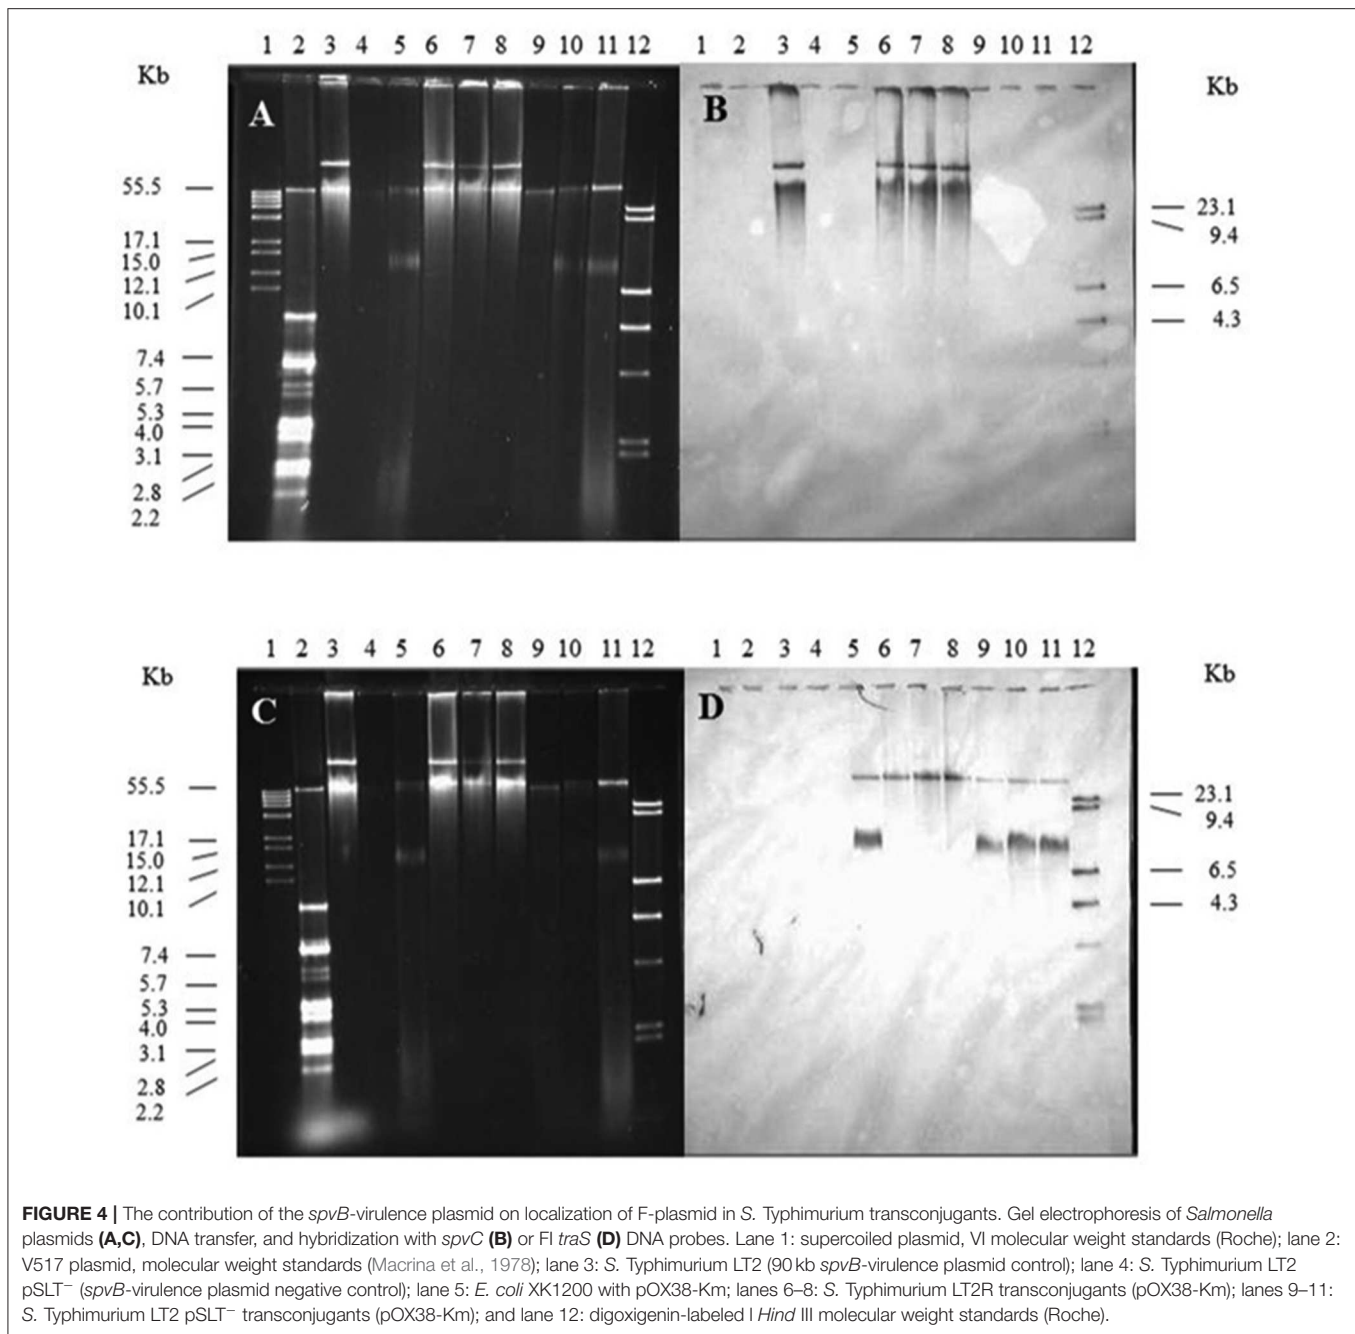 1 2 3 4 5 6 7 8 9 10 11 12 1 2 3 4 5 6 7 8 9 10 11 12
Kb Kb
A B
55.5
17.1
15.0
12.1
10.1
7.4
5.7
5.3
4.0
3.1
2.8
2.2
23.1
9.4
6.5
4.3
1 2 3 4 5 6 7 8 9 10 11 12 1 2 3 4 5 6 7 8 9 10 11 12
Kb Kb
C D
55.5
17.1
15.0
12.1
10.1
7.4
5.7
5.3
4.0
3.1
2.8
2.2
23.1
9.4
6.5
4.3
FIGURE 4 | The contribution of the spvB-virulence plasmid on localization of F-plasmid in S. Typhimurium transconjugants. Gel electrophoresis of Salmonella
plasmids (A,C), DNA transfer, and hybridization with spvC (B) or FI traS (D) DNA probes. Lane 1: supercoiled plasmid, VI molecular weight standards (Roche); lane 2:
V517 plasmid, molecular weight standards (Macrina et al., 1978); lane 3: S. Typhimurium LT2 (90 kb spvB-virulence plasmid control); lane 4: S. Typhimurium LT2
pSLT⁻ (spvB-virulence plasmid negative control); lane 5: E. coli XK1200 with pOX38-Km; lanes 6–8: S. Typhimurium LT2R transconjugants (pOX38-Km); lanes 9–11:
S. Typhimurium LT2 pSLT⁻ transconjugants (pOX38-Km); and lane 12: digoxigenin-labeled l Hind III molecular weight standards (Roche).